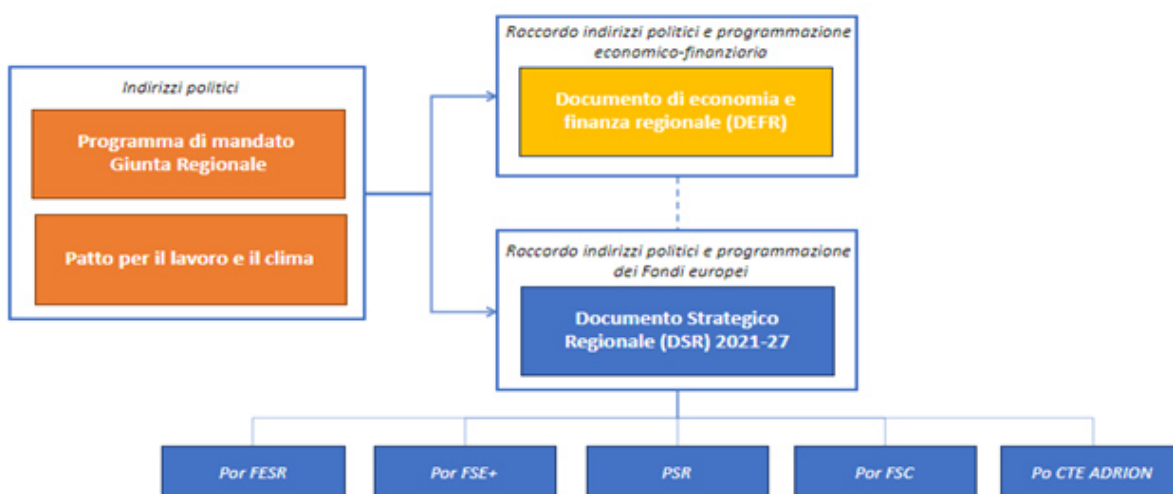 Indirizzi politici
Programma di mandato
Giunta Regionale
Patto per il lavoro e il clima
Raccordo indirizzi politici e programmazione
economico-finanziaria
Documento di economia e
finanza regionale (DEFR)
Raccordo indirizzi politici e programmazione
dei Fondi europei
Documento Strategico
Regionale (DSR) 2021-27
Por FESR
Por FSE+
PSR
Por FSC
Po CTE ADRION